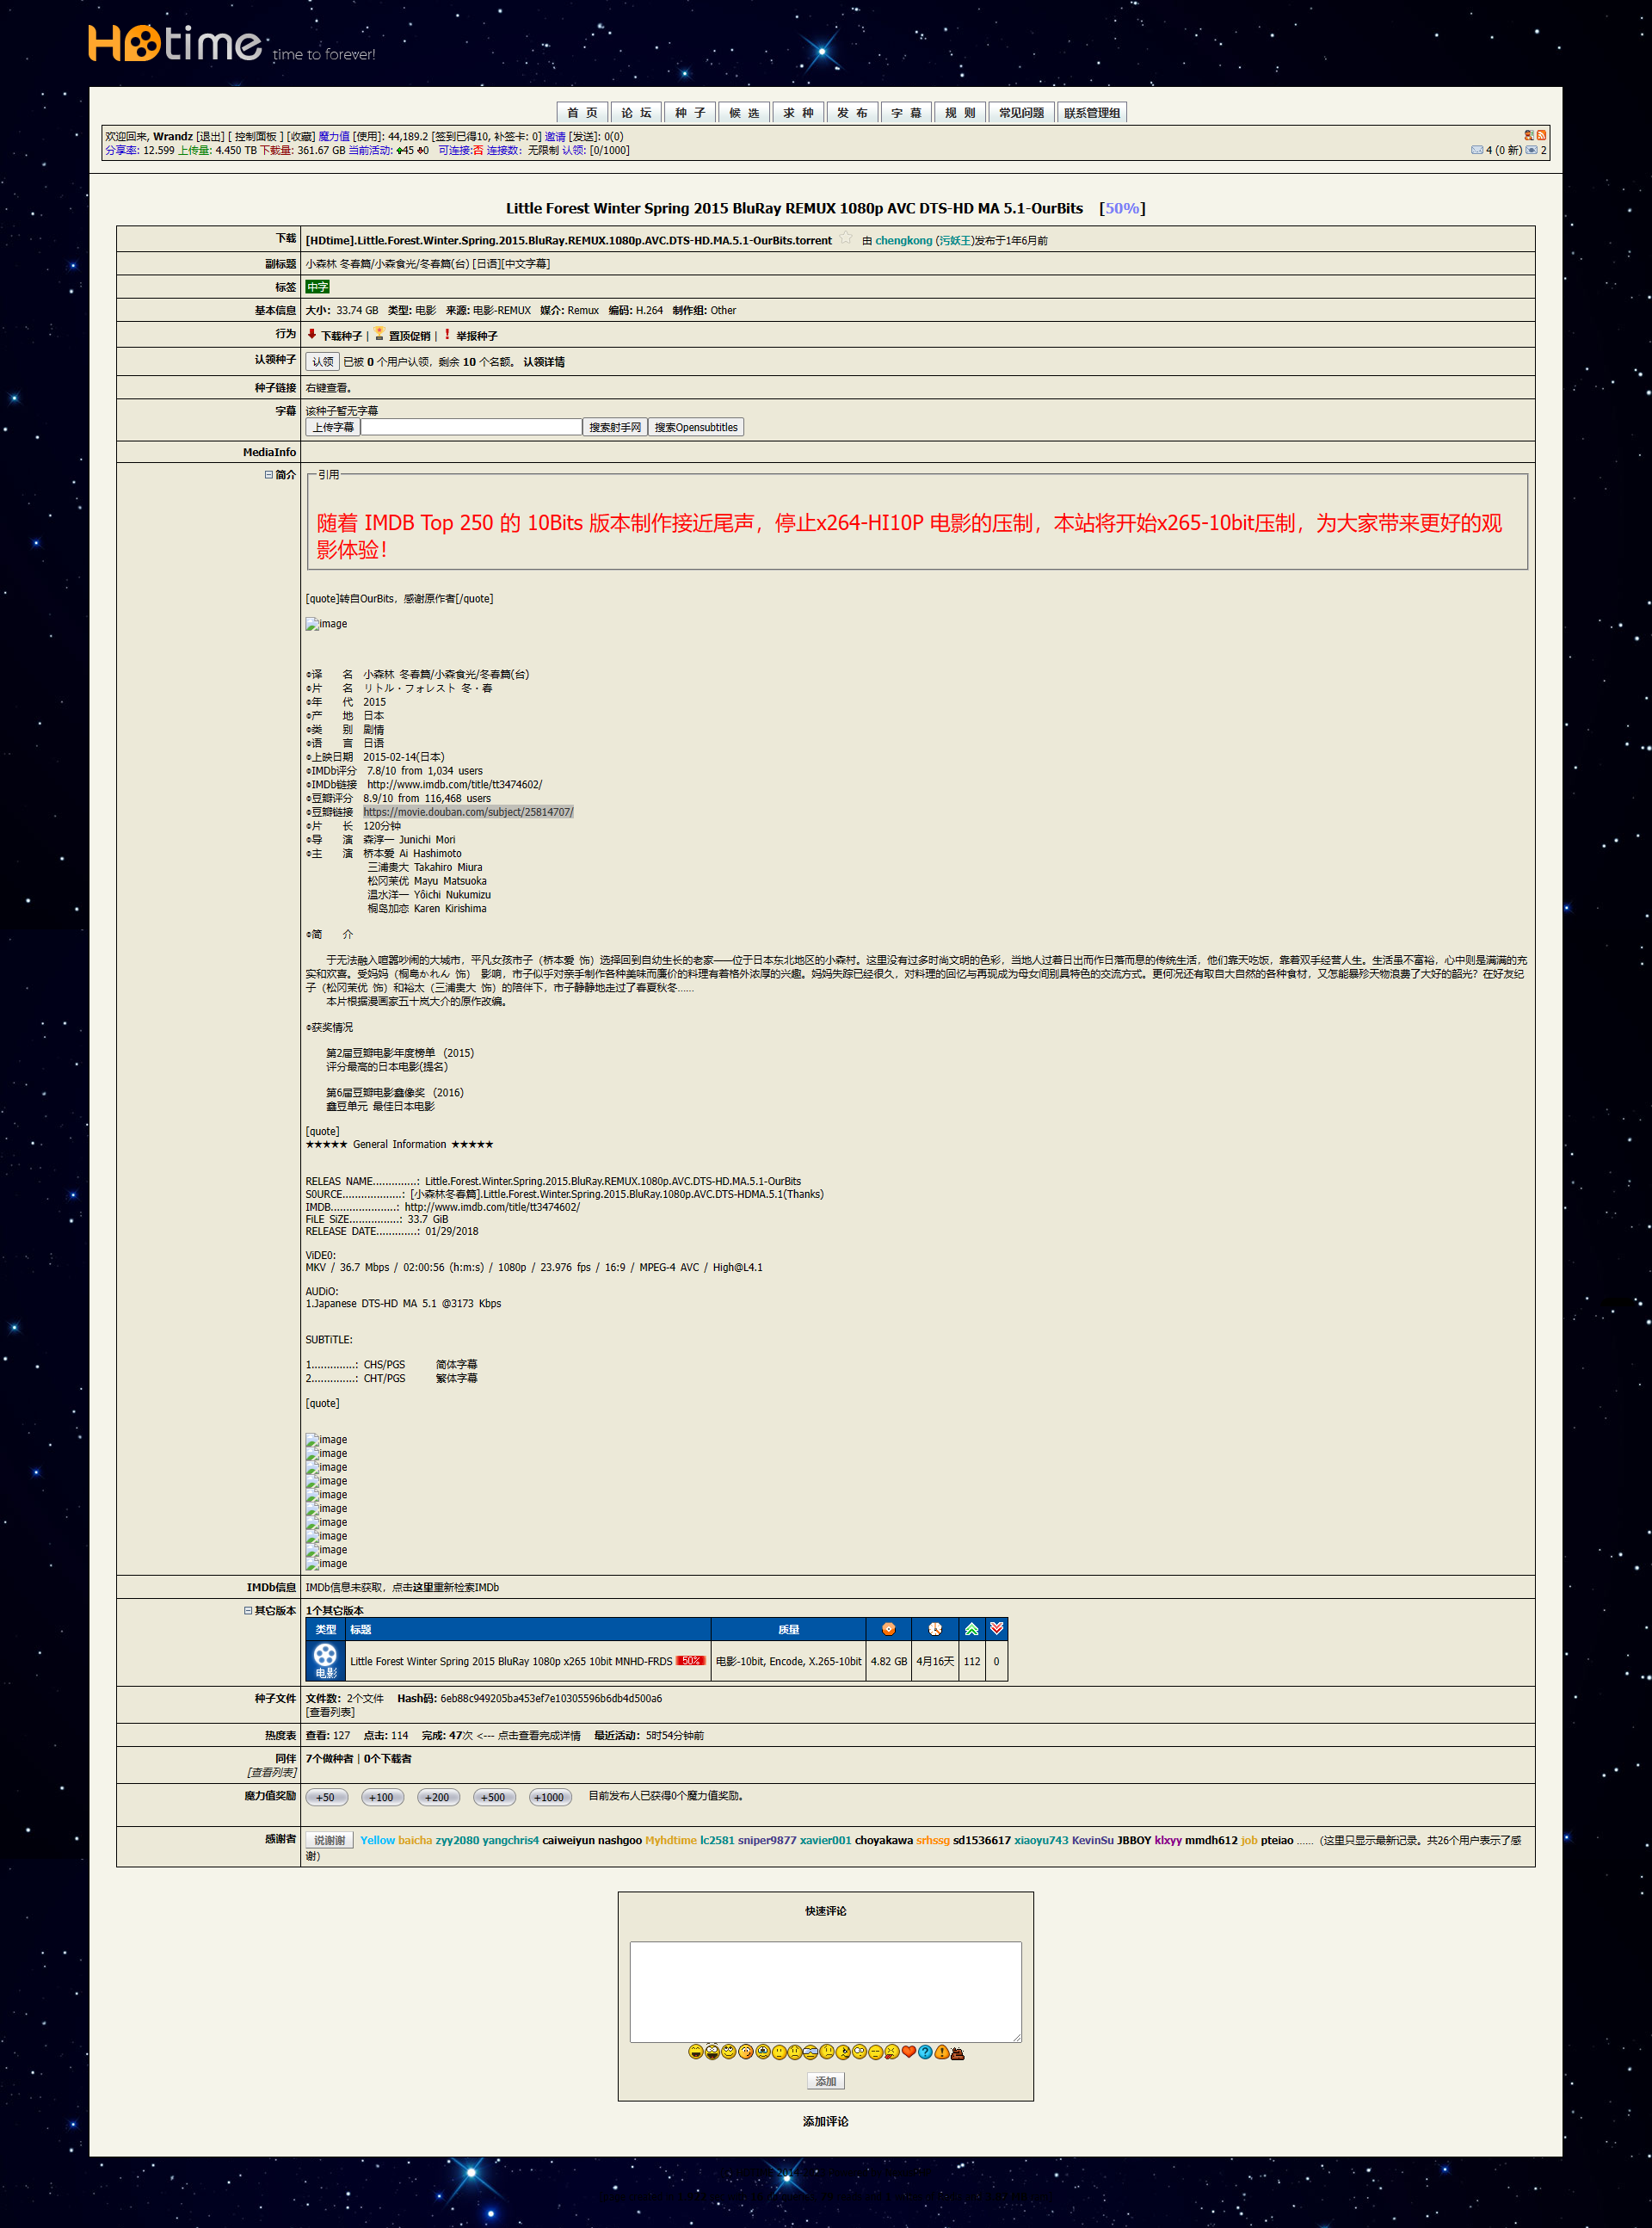 HDtime time to forever!
首 页 论 坛 种 子 候 选 求 种 发 布 字 幕 规 则 常见问题 联系管理组
欢迎回来, Wrandz [退出] [ 控制面板 ] [收藏] 魔力值 [使用]: 44,189.2 [签到已得10, 补签卡: 0] 邀请 [发送]: 0(0)
分享率: 12.599 上传量: 4.450 TB 下载量: 361.67 GB 当前活动: 45 0 可连接:否 连接数: 无限制 认领: [0/1000] 4 (0 新) 2
Little Forest Winter Spring 2015 BluRay REMUX 1080p AVC DTS-HD MA 5.1-OurBits [50%]
下载 [HDtime].Little.Forest.Winter.Spring.2015.BluRay.REMUX.1080p.AVC.DTS-HD.MA.5.1-OurBits.torrent 由 chengkong (污妖王)发布于1年6月前
副标题 小森林 冬春篇/小森食光/冬春篇(台) [日语][中文字幕]
标签 中字
基本信息 大小: 33.74 GB 类型: 电影 来源: 电影-REMUX 媒介: Remux 编码: H.264 制作组: Other
行为 下载种子 | 置顶促销 | 举报种子
认领种子 认领 已被 0 个用户认领，剩余 10 个名额。 认领详情
种子链接 右键查看。
字幕 该种子暂无字幕
上传字幕 搜索射手网 搜索Opensubtitles
MediaInfo
简介 引用
随着 IMDB Top 250 的 10Bits 版本制作接近尾声，停止x264-HI10P 电影的压制，本站将开始x265-10bit压制，为大家带来更好的观
影体验！
[quote]转自OurBits，感谢原作者[/quote]
image
◎译 名 小森林 冬春篇/小森食光/冬春篇(台)
◎片 名 リトル・フォレスト 冬・春
◎年 代 2015
◎产 地 日本
◎类 别 剧情
◎语 言 日语
◎上映日期 2015-02-14(日本)
◎IMDb评分 7.8/10 from 1,034 users
◎IMDb链接 http://www.imdb.com/title/tt3474602/
◎豆瓣评分 8.9/10 from 116,468 users
◎豆瓣链接 https://movie.douban.com/subject/25814707/
◎片 长 120分钟
◎导 演 森淳一 Junichi Mori
◎主 演 桥本爱 Ai Hashimoto
三浦贵大 Takahiro Miura
松冈茉优 Mayu Matsuoka
温水洋一 Yôichi Nukumizu
桐岛加恋 Karen Kirishima
◎简 介
于无法融入喧嚣吵闹的大城市，平凡女孩市子（桥本愛 饰）选择回到自幼生长的老家——位于日本东北地区的小森村。这里没有过多时尚文明的色彩，当地人过着日出而作日落而息的传统生活，他们靠天吃饭，靠着双手经营人生。生活虽不富裕，心中则是满满的充
实和欢喜。受妈妈（桐島かれん 饰） 影响，市子似乎对亲手制作各种美味而廉价的料理有着格外浓厚的兴趣。妈妈失踪已经很久，对料理的回忆与再现成为母女间别具特色的交流方式。更何况还有取自大自然的各种食材，又怎能暴殄天物浪费了大好的韶光？在好友纪
子（松冈茉优 饰）和裕太（三浦贵大 饰）的陪伴下，市子静静地走过了春夏秋冬……
本片根据漫画家五十岚大介的原作改编。
◎获奖情况
第2届豆瓣电影年度榜单 (2015)
评分最高的日本电影(提名)
第6届豆瓣电影鑫像奖 (2016)
鑫豆单元 最佳日本电影
[quote]
★★★★★ General Information ★★★★★
RELEAS NAME..............: Little.Forest.Winter.Spring.2015.BluRay.REMUX.1080p.AVC.DTS-HD.MA.5.1-OurBits
S0URCE...................: [小森林冬春篇].Little.Forest.Winter.Spring.2015.BluRay.1080p.AVC.DTS-HDMA.5.1(Thanks)
IMDB.....................: http://www.imdb.com/title/tt3474602/
FiLE SiZE................: 33.7 GiB
RELEASE DATE.............: 01/29/2018
ViDE0:
MKV / 36.7 Mbps / 02:00:56 (h:m:s) / 1080p / 23.976 fps / 16:9 / MPEG-4 AVC / High@L4.1
AUDiO:
1.Japanese DTS-HD MA 5.1 @3173 Kbps
SUBTiTLE:
1..............: CHS/PGS 简体字幕
2..............: CHT/PGS 繁体字幕
[quote]
image
image
image
image
image
image
image
image
image
image
IMDb信息 IMDb信息未获取，点击这里重新检索IMDb
其它版本 1个其它版本
类型 标题 质量
电影 Little Forest Winter Spring 2015 BluRay 1080p x265 10bit MNHD-FRDS 50% 电影-10bit, Encode, X.265-10bit 4.82 GB 4月16天 112 0
种子文件 文件数: 2个文件 Hash码: 6eb88c949205ba453ef7e10305596b6db4d500a6
[查看列表]
热度表 查看: 127 点击: 114 完成: 47次 <--- 点击查看完成详情 最近活动: 5时54分钟前
同伴 7个做种者 | 0个下载者
[查看列表]
魔力值奖励 +50 +100 +200 +500 +1000 目前发布人已获得0个魔力值奖励。
感谢者 说谢谢 Yellow baicha zyy2080 yangchris4 caiweiyun nashgoo Myhdtime lc2581 sniper9877 xavier001 choyakawa srhssg sd1536617 xiaoyu743 KevinSu JBBOY klxyy mmdh612 job pteiao ……（这里只显示最新记录。共26个用户表示了感
谢）
快速评论
添加
添加评论